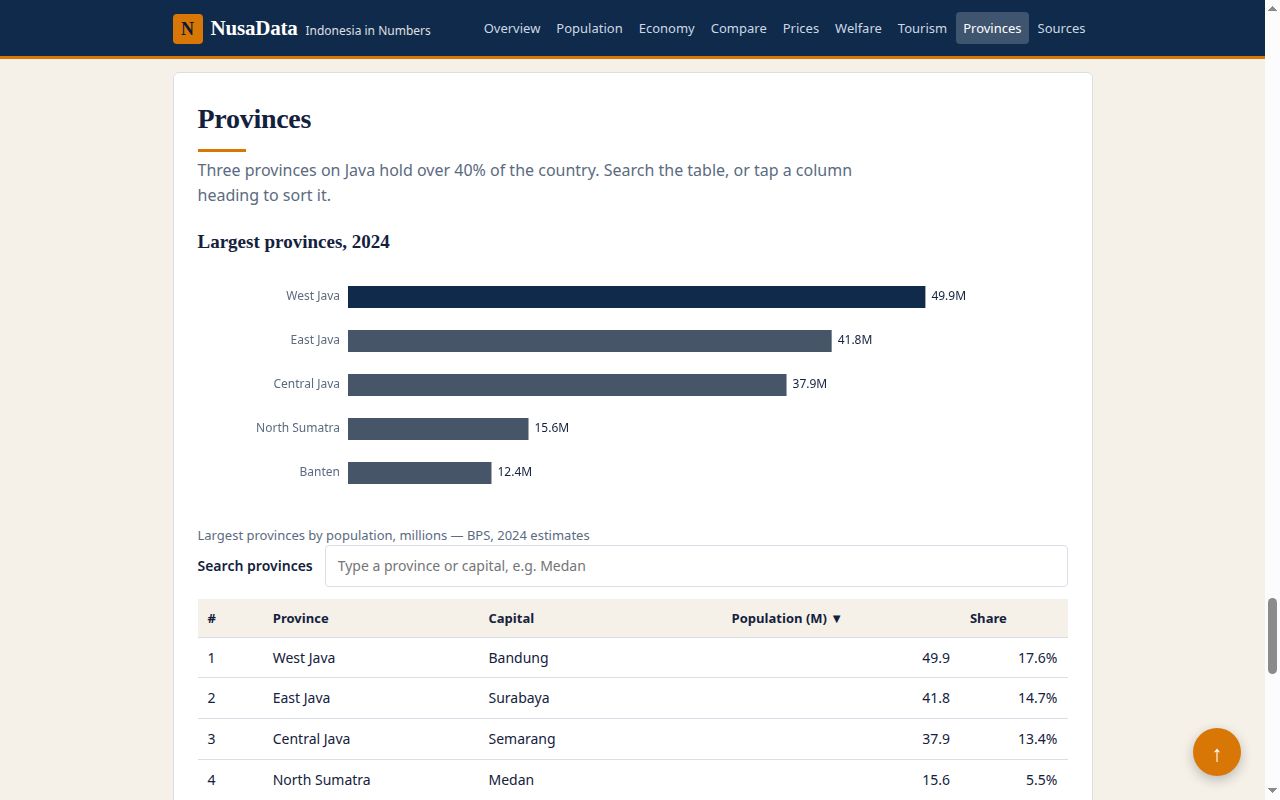 N NusaData Indonesia in Numbers Overview Population Economy Compare Prices Welfare Tourism Provinces Sources
Provinces
Three provinces on Java hold over 40% of the country. Search the table, or tap a column
heading to sort it.
Largest provinces, 2024
West Java 49.9M
East Java 41.8M
Central Java 37.9M
North Sumatra 15.6M
Banten 12.4M
Largest provinces by population, millions — BPS, 2024 estimates
Search provinces Type a province or capital, e.g. Medan
# Province Capital Population (M) ▼ Share
1 West Java Bandung 49.9 17.6%
2 East Java Surabaya 41.8 14.7%
3 Central Java Semarang 37.9 13.4%
4 North Sumatra Medan 15.6 5.5%
↑